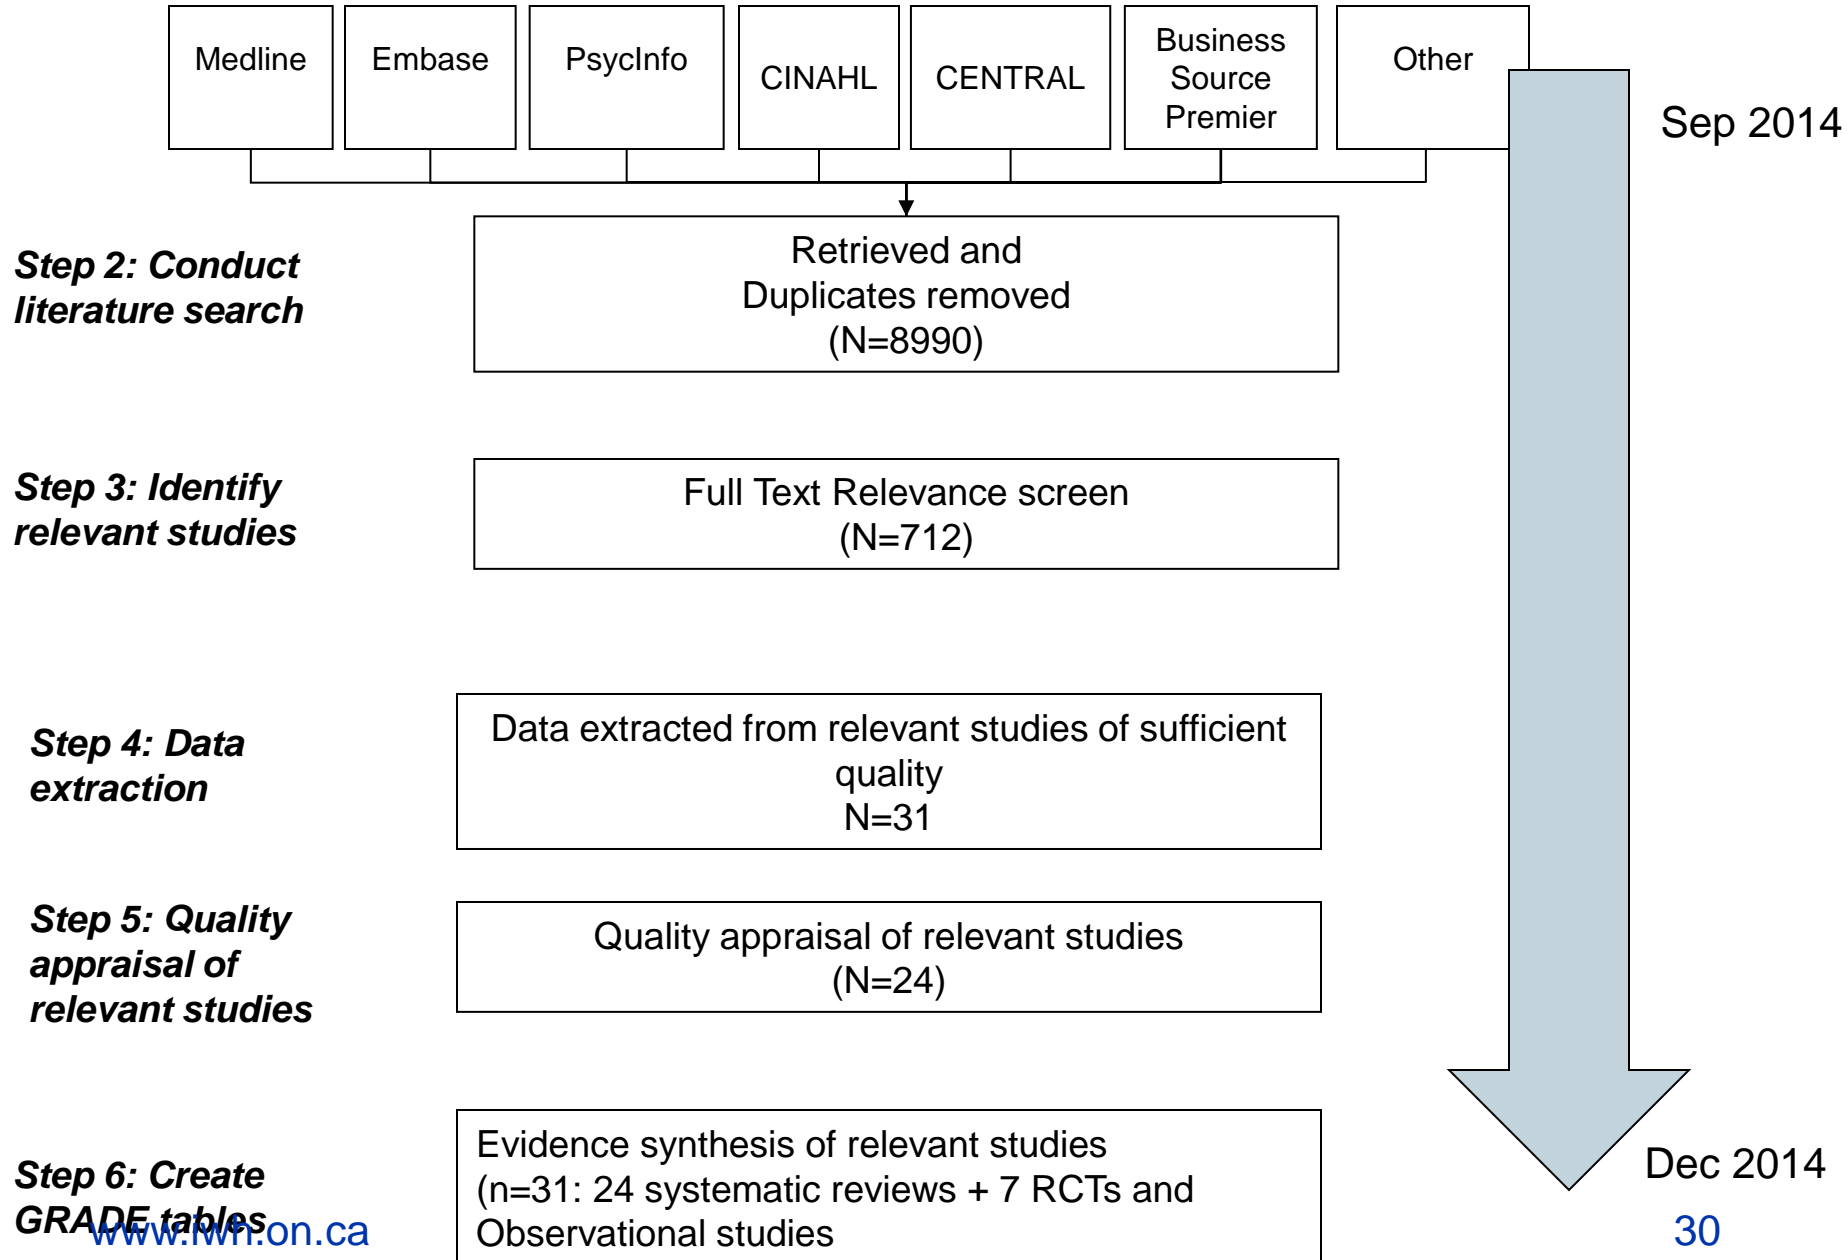 Medline
Embase
PsycInfo
CINAHL
CENTRAL
Business
Source
Premier
Other
Sep 2014
Step 2: Conduct
literature search
Retrieved and
Duplicates removed
(N=8990)
Step 3: Identify
relevant studies
Full Text Relevance screen
(N=712)
Step 4: Data
extraction
Data extracted from relevant studies of sufficient
quality
N=31
Step 5: Quality
appraisal of
relevant studies
Quality appraisal of relevant studies
(N=24)
Step 6: Create
GRADE tables
Evidence synthesis of relevant studies
(n=31: 24 systematic reviews + 7 RCTs and
Observational studies
Dec 2014
www.iwh.on.ca
30